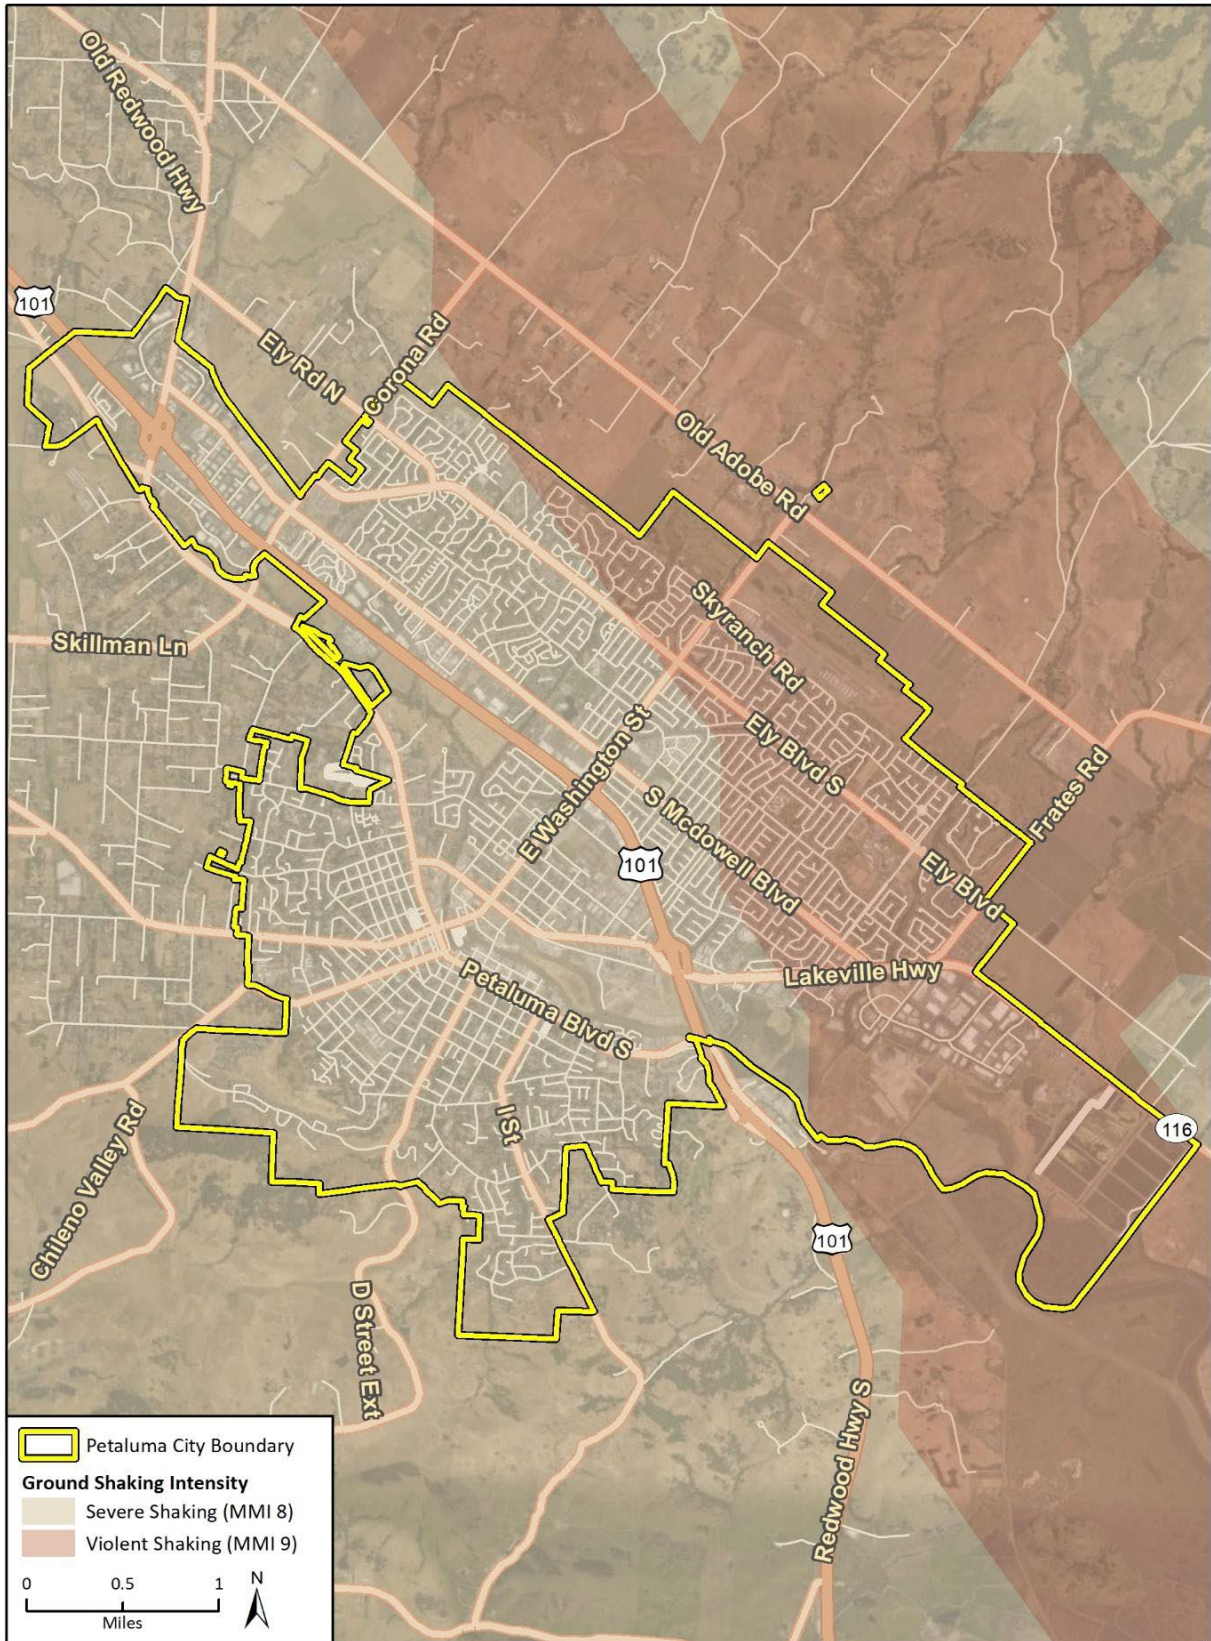 Old Redwood Hwy
101
Ely Rd N
Corona Rd
Old Adobe Rd
Skillman Ln
Skyranch Rd
Ely Blvd S
E Washington St
S Mcdowell Blvd
Frates Rd
101
Ely Blvd
Lakeville Hwy
Petaluma Blvd S
I St
116
Chileno Valley Rd
101
D Street Ext
Redwood Hwy S
Petaluma City Boundary
Ground Shaking Intensity
Severe Shaking (MMI 8)
Violent Shaking (MMI 9)
0 0.5 1
Miles
N